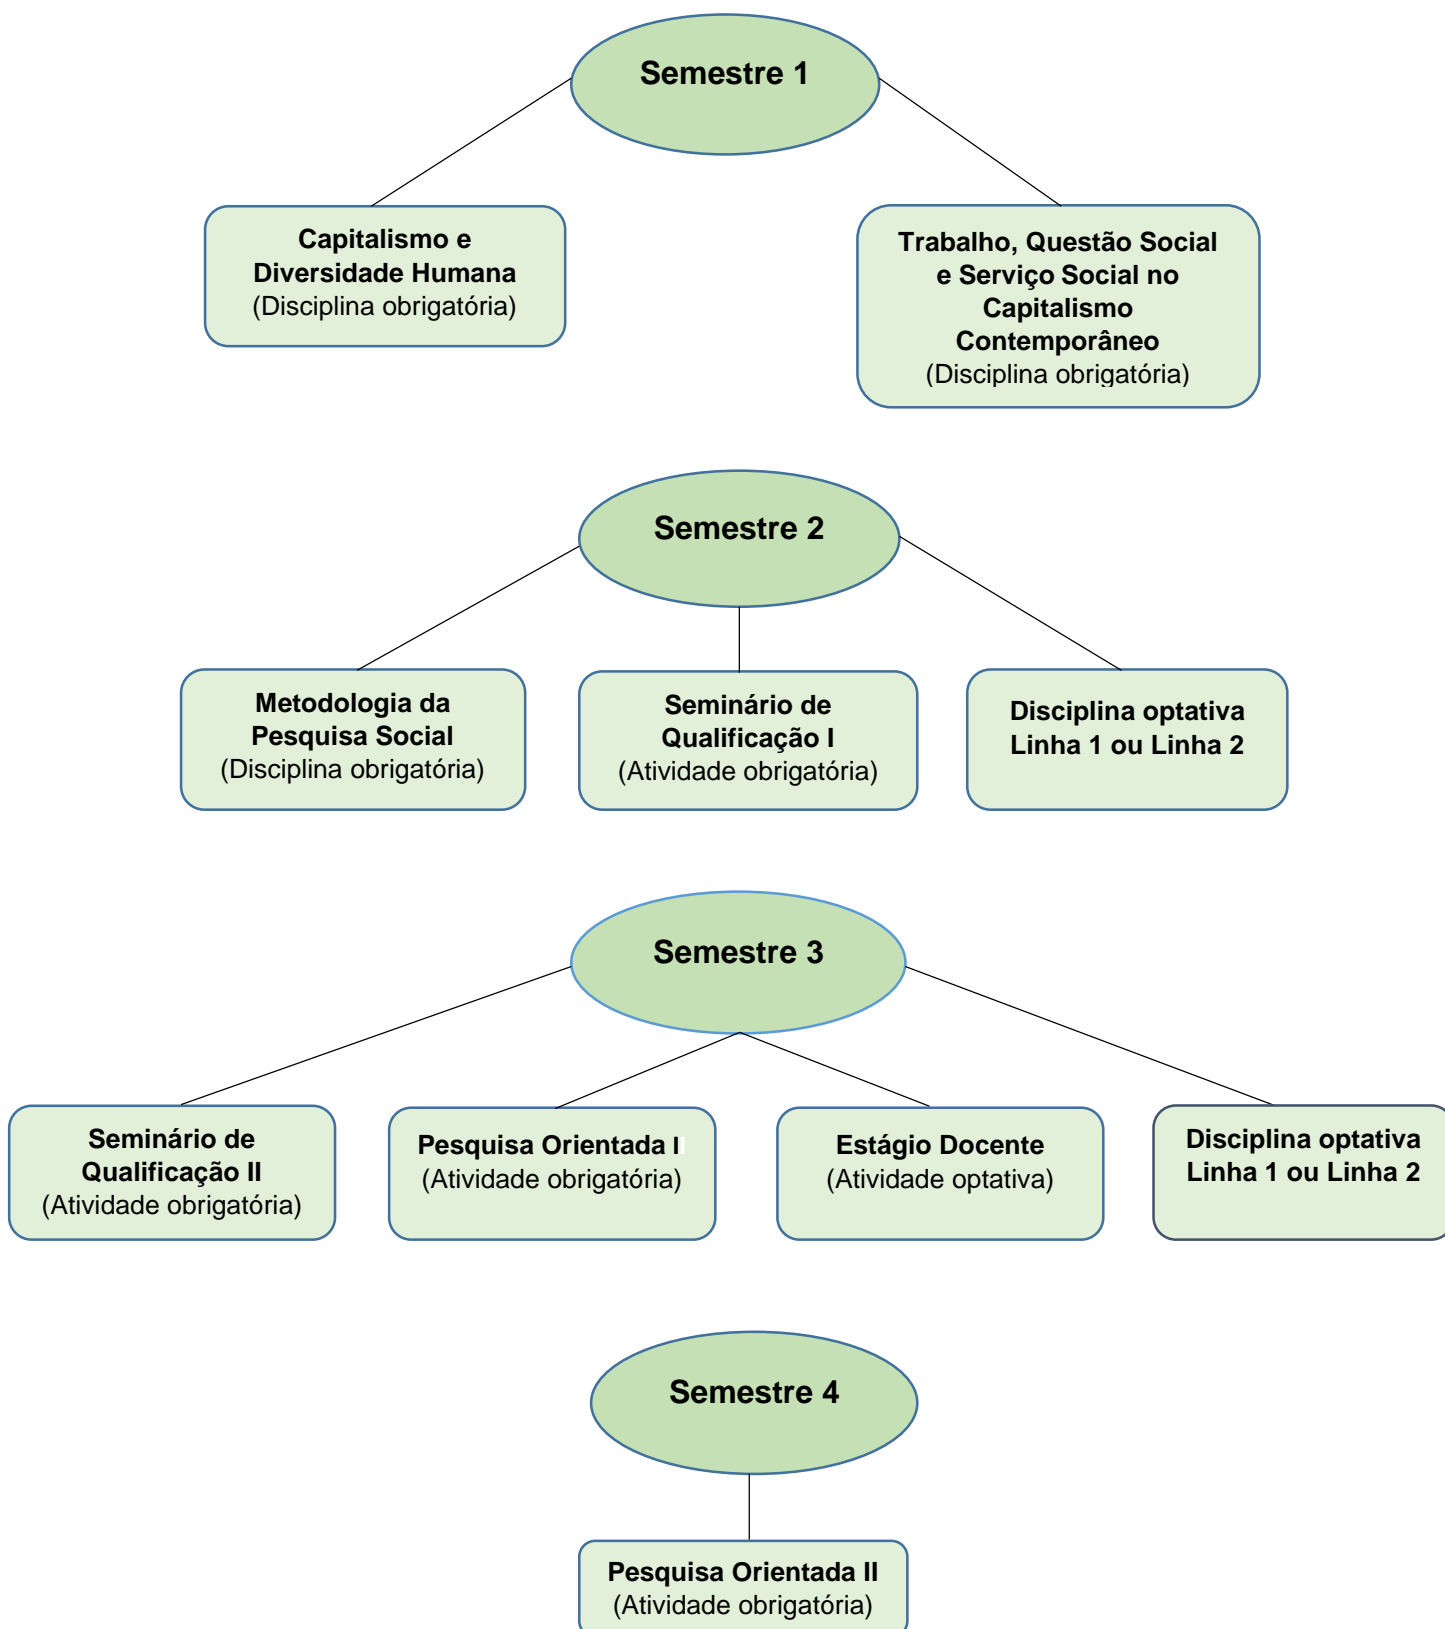 Semestre 1
Capitalismo e
Diversidade Humana
(Disciplina obrigatória)
Trabalho, Questão Social
e Serviço Social no
Capitalismo
Contemporâneo
(Disciplina obrigatória)
Semestre 2
Metodologia da
Pesquisa Social
(Disciplina obrigatória)
Seminário de
Qualificação I
(Atividade obrigatória)
Disciplina optativa
Linha 1 ou Linha 2
Semestre 3
Seminário de
Qualificação II
(Atividade obrigatória)
Pesquisa Orientada I
(Atividade obrigatória)
Estágio Docente
(Atividade optativa)
Disciplina optativa
Linha 1 ou Linha 2
Semestre 4
Pesquisa Orientada II
(Atividade obrigatória)